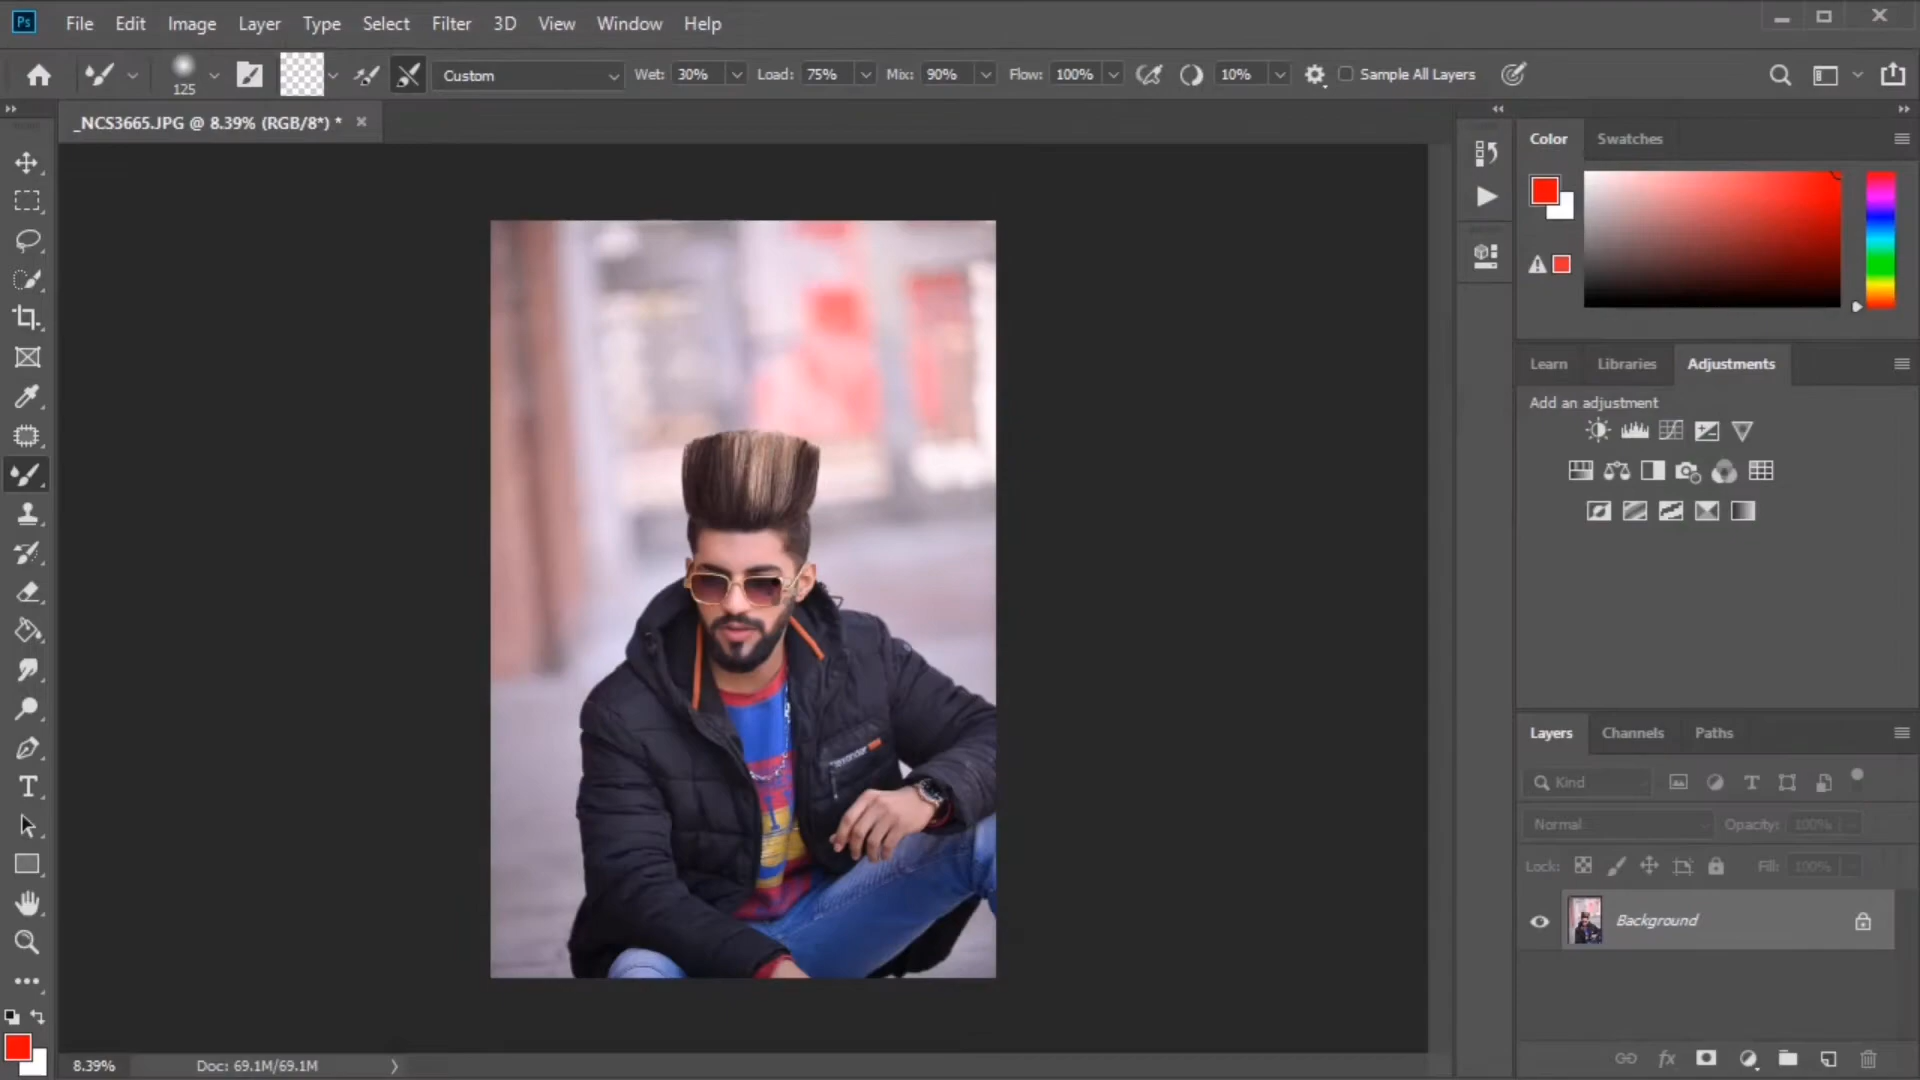 Ps File Edit Image Layer Type Select Filter 3D View Window Help
125 Custom Wet: 30% Load: 75% Mix: 90% Flow: 100% 10% Sample All Layers
_NCS3665.JPG @ 8.39% (RGB/8*) *
Color Swatches
Learn Libraries Adjustments
Add an adjustment
Layers Channels Paths
Kind
Normal Opacity: 100%
Lock: Fill: 100%
Background
8.39% Doc: 69.1M/69.1M